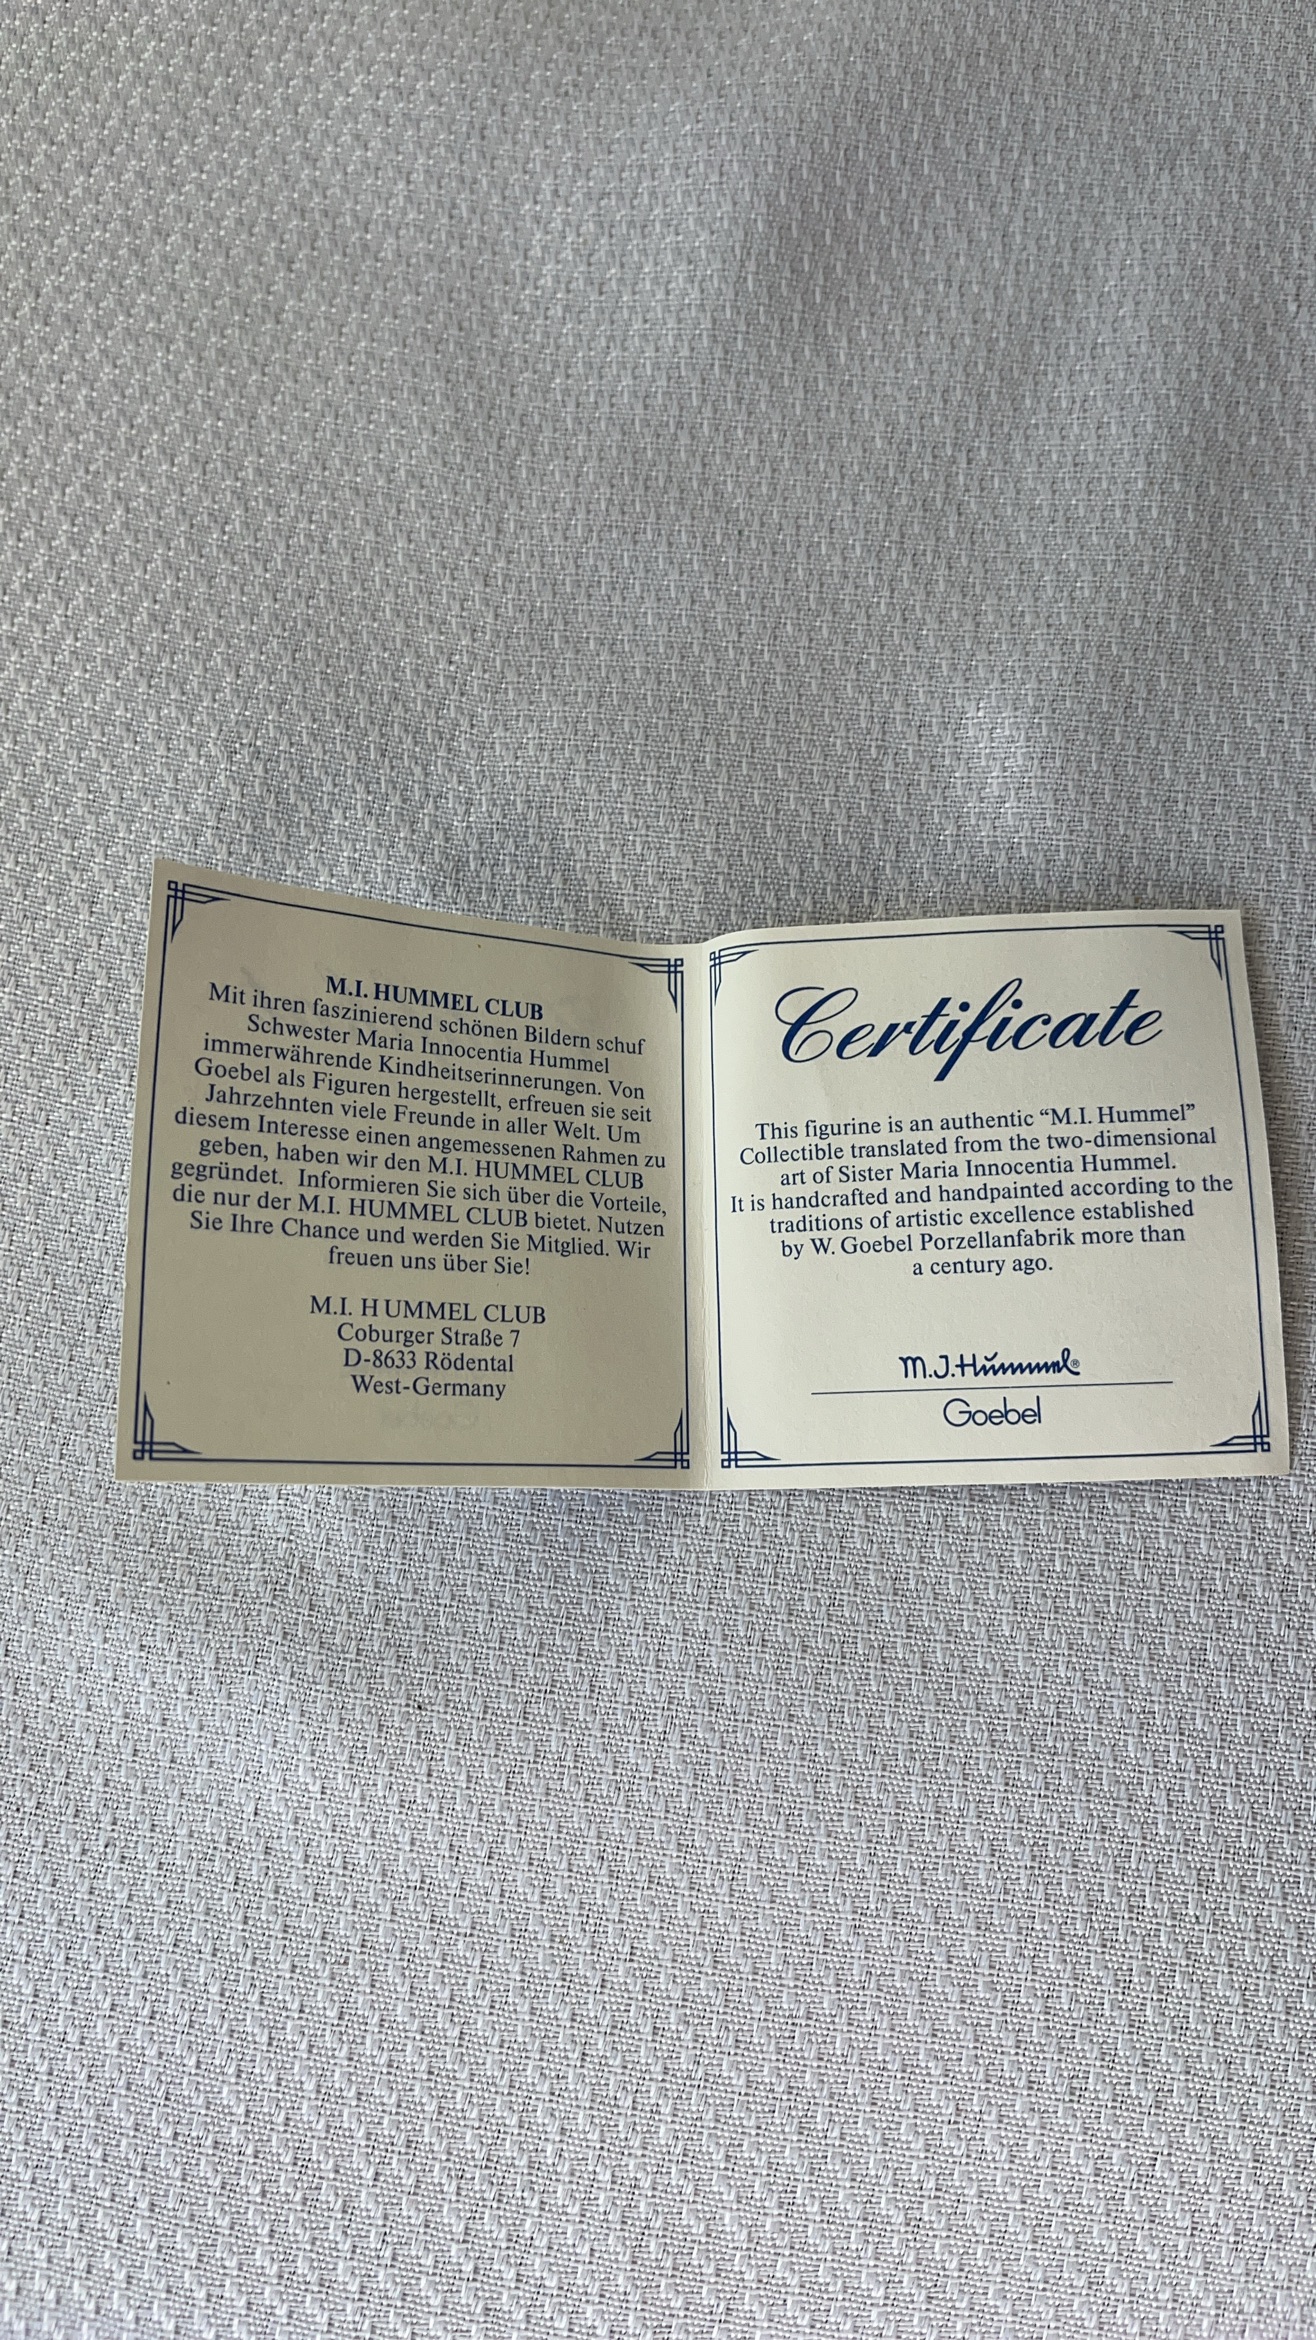 M.I. HUMMEL CLUB
Mit ihren faszinierend schönen Bildern schuf
Schwester Maria Innocentia Hummel
immerwährende Kindheitserinnerungen. Von
Goebel als Figuren hergestellt, erfreuen sie seit
Jahrzehnten viele Freunde in aller Welt. Um
diesem Interesse einen angemessenen Rahmen zu
geben, haben wir den M.I. HUMMEL CLUB
gegründet. Informieren Sie sich über die Vorteile,
die nur der M.I. HUMMEL CLUB bietet. Nutzen
Sie Ihre Chance und werden Sie Mitglied. Wir
freuen uns über Sie!
M.I. HUMMEL CLUB
Coburger Straße 7
D-8633 Rödental
West-Germany
Certificate
This figurine is an authentic “M.I. Hummel”
Collectible translated from the two-dimensional
art of Sister Maria Innocentia Hummel.
It is handcrafted and handpainted according to the
traditions of artistic excellence established
by W. Goebel Porzellanfabrik more than
a century ago.
M.J.Hummel®
Goebel